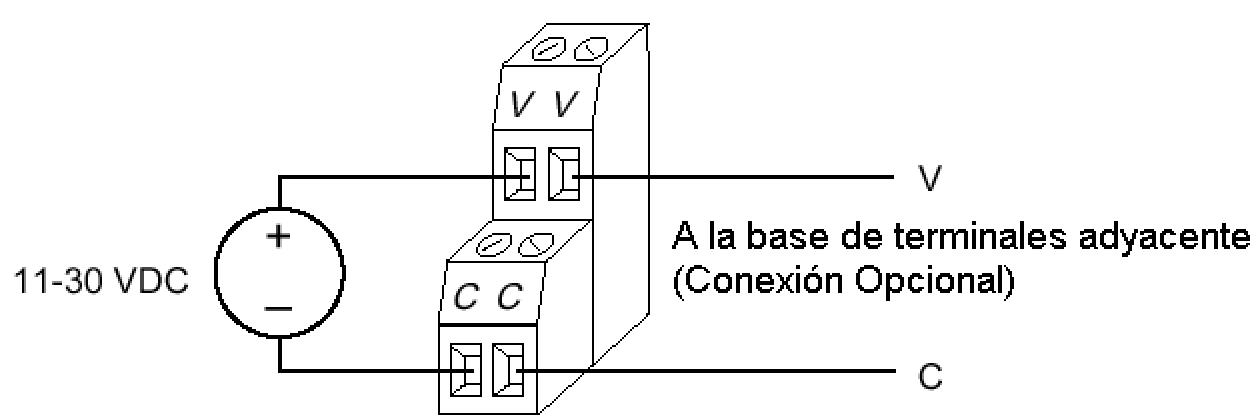 V V
V
+
A la base de terminales adyacente
(Conexión Opcional)
11-30 VDC
–
C C
C